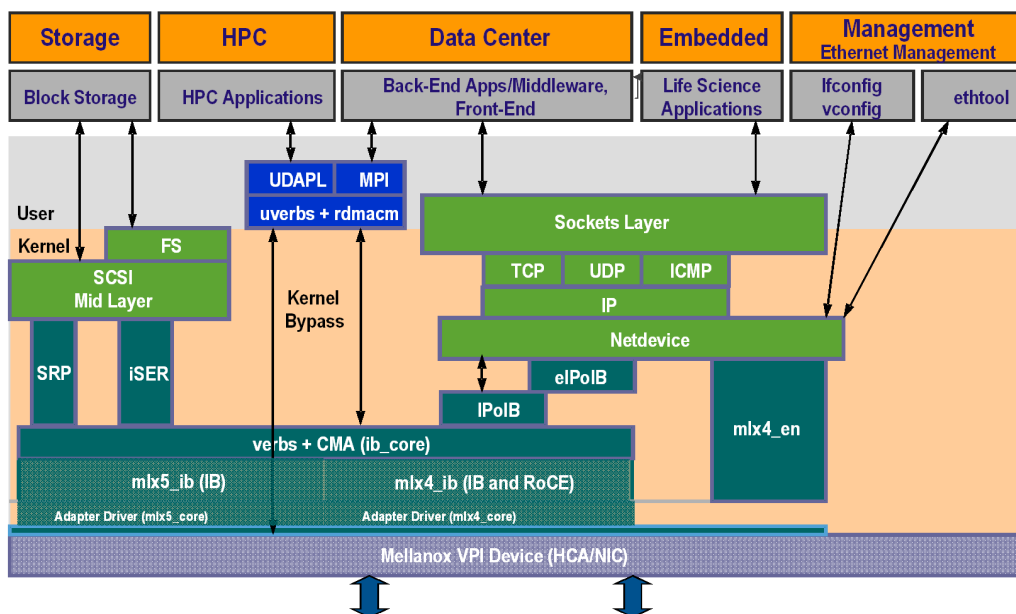 Storage
HPC
Data Center
Embedded
Management
Ethernet Management
Block Storage
HPC Applications
Back-End Apps/Middleware,
Front-End
Life Science
Applications
Ifconfig
vconfig
ethtool
UDAPL
MPI
uverbs + rdmacm
User
Kernel
FS
SCSI
Mid Layer
Sockets Layer
TCP
UDP
ICMP
IP
Kernel
Bypass
Netdevice
SRP
iSER
eIPoIB
IPoIB
mlx4_en
verbs + CMA (ib_core)
mlx5_ib (IB)
mlx4_ib (IB and RoCE)
Adapter Driver (mlx5_core)
Adapter Driver (mlx4_core)
Mellanox VPI Device (HCA/NIC)